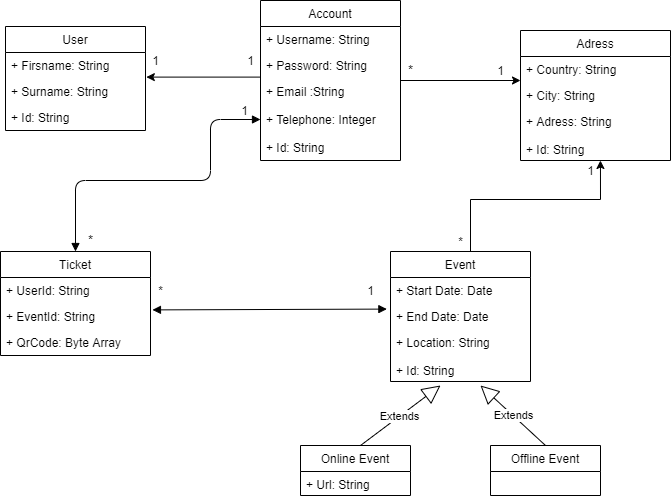 User
+ Firsname: String
+ Surname: String
+ Id: String
1
1
Account
+ Username: String
+ Password: String
+ Email :String
+ Telephone: Integer
+ Id: String
*
1
Adress
+ Country: String
+ City: String
+ Adress: String
+ Id: String
1
1
*
*
Ticket
+ UserId: String
+ EventId: String
+ QrCode: Byte Array
*
1
Event
+ Start Date: Date
+ End Date: Date
+ Location: String
+ Id: String
Extends
Extends
Online Event
+ Url: String
Offline Event